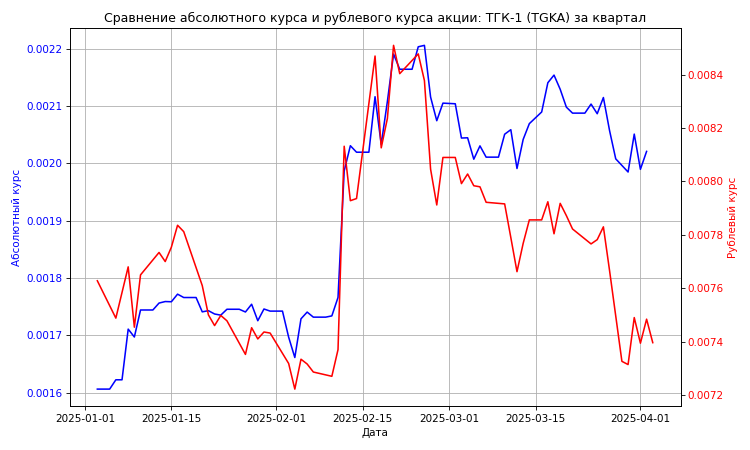 Сравнение абсолютного курса и рублевого курса акции: ТГК-1 (TGKA) за квартал
0.0022
0.0021
0.0020
0.0019
0.0018
0.0017
0.0016
Абсолютный курс
0.0084
0.0082
0.0080
0.0078
0.0076
0.0074
0.0072
Рублевый курс
2025-01-01 2025-01-15 2025-02-01 2025-02-15 2025-03-01 2025-03-15 2025-04-01
Дата